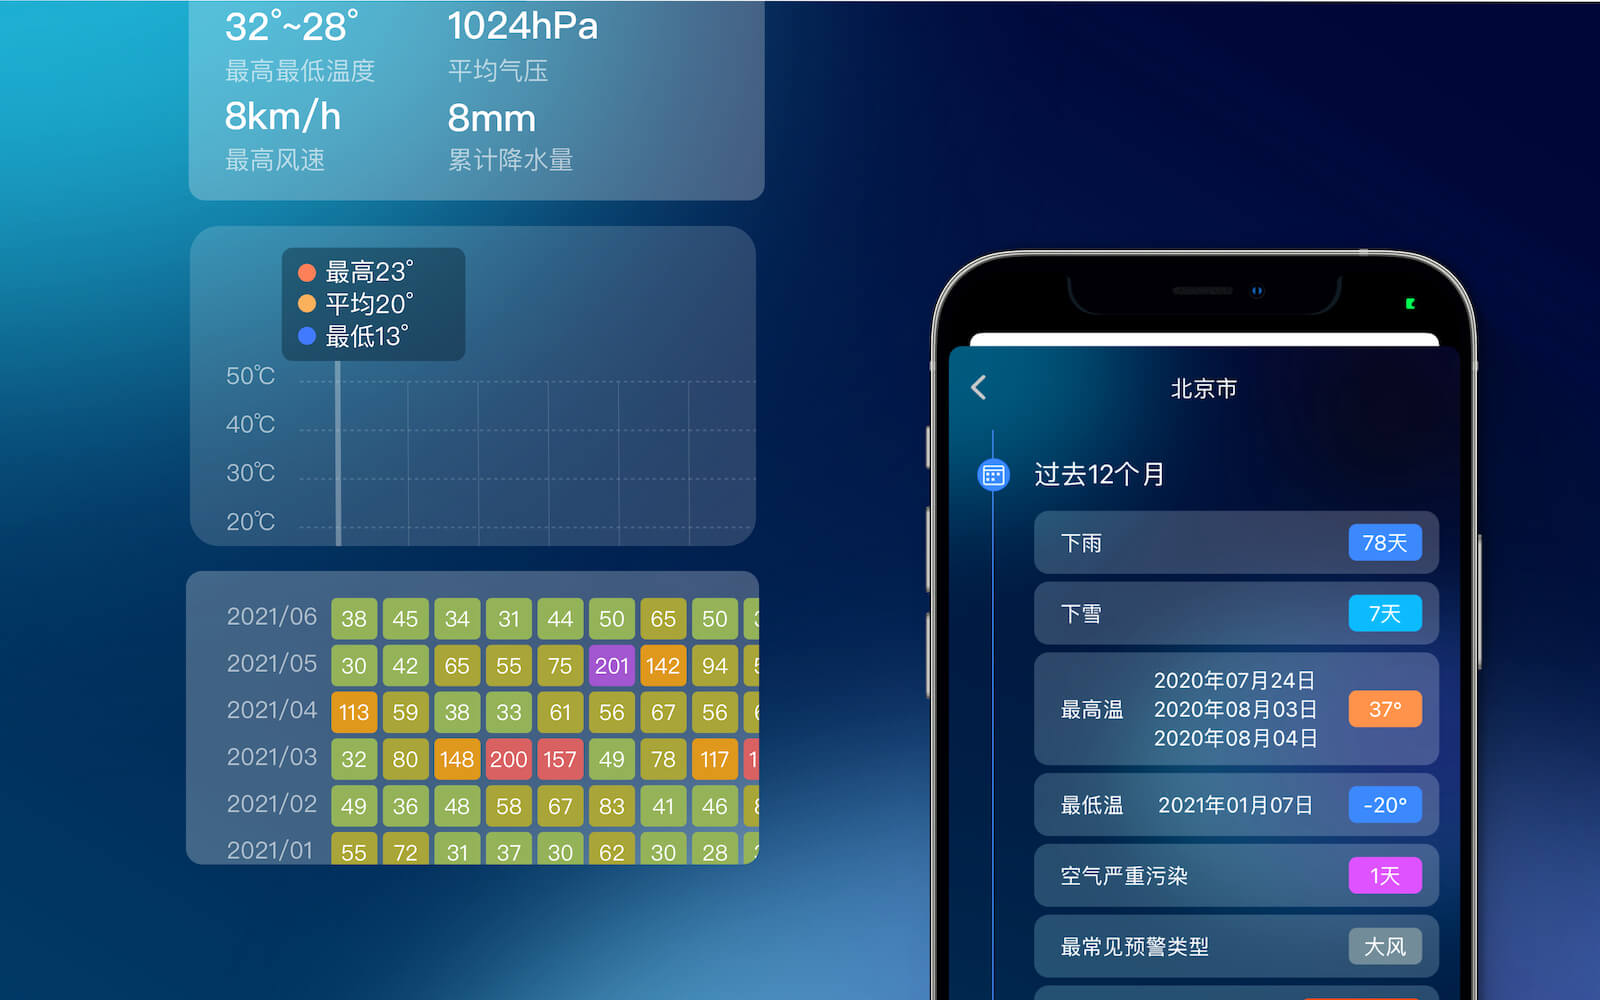 32°~28°
1024hPa
最高最低温度
平均气压
8km/h
8mm
最高风速
累计降水量
最高23°
平均20°
最低13°
50℃
40℃
30℃
20℃
2021/06 38 45 34 31 44 50 65 50
2021/05 30 42 65 55 75 201 142 94
2021/04 113 59 38 33 61 56 67 56
2021/03 32 80 148 200 157 49 78 117
2021/02 49 36 48 58 67 83 41 46
2021/01 55 72 31 37 30 62 30 28
北京市
过去12个月
下雨 78天
下雪 7天
2020年07月24日
最高温 2020年08月03日 37°
2020年08月04日
最低温 2021年01月07日 -20°
空气严重污染 1天
最常见预警类型 大风